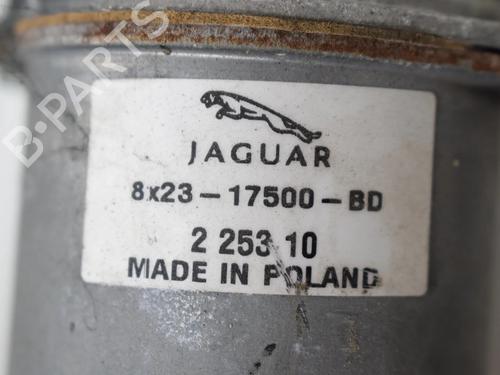 B-PARTS
JAGUAR
8x23-17500-BD
2 253 10
MADE IN POLAND